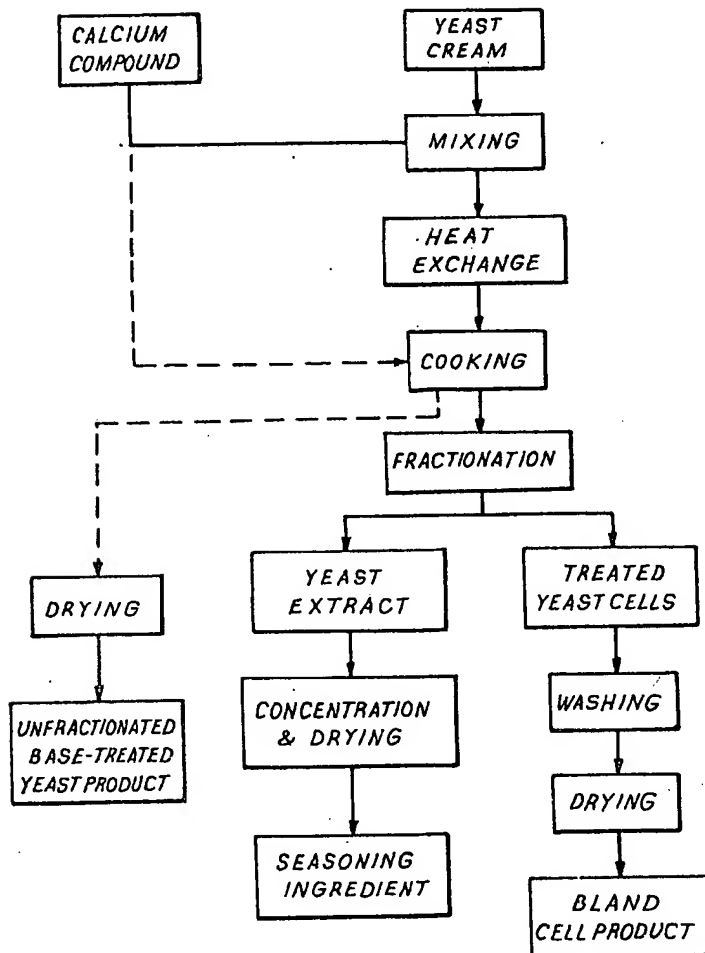 CALCIUM
COMPOUND
YEAST
CREAM
MIXING
HEAT
EXCHANGE
COOKING
FRACTIONATION
DRYING
UNFRACTIONATED
BASE-TREATED
YEAST PRODUCT
YEAST
EXTRACT
CONCENTRATION
& DRYING
SEASONING
INGREDIENT
TREATED
YEAST CELLS
WASHING
DRYING
BLAND
CELL PRODUCT